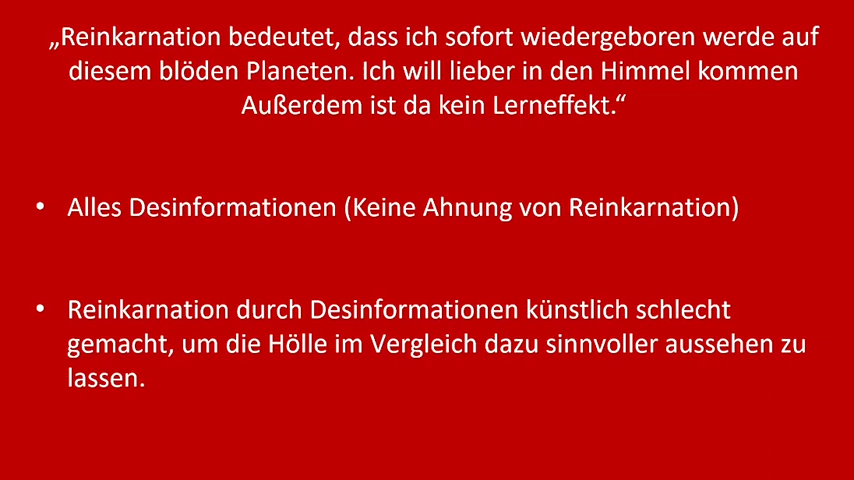 „Reinkarnation bedeutet, dass ich sofort wiedergeboren werde auf
diesem blöden Planeten. Ich will lieber in den Himmel kommen
Außerdem ist da kein Lerneffekt.“
• Alles Desinformationen (Keine Ahnung von Reinkarnation)
• Reinkarnation durch Desinformationen künstlich schlecht
gemacht, um die Hölle im Vergleich dazu sinnvoller aussehen zu
lassen.